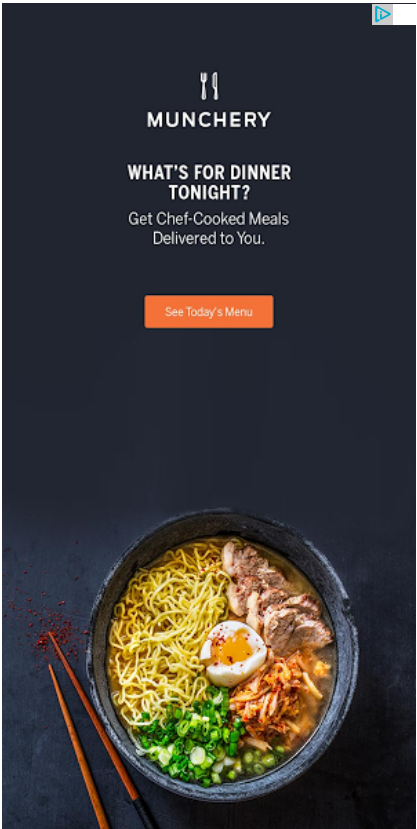 MUNCHERY
WHAT'S FOR DINNER
TONIGHT?
Get Chef-Cooked Meals
Delivered to You.
See Today's Menu